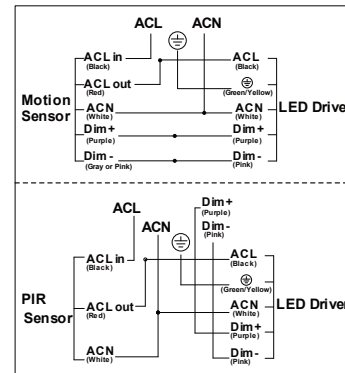 ACL ACN
ACL in ACL
(Black) (Black)
ACL out
(Red) (Green/Yellow)
Motion Sensor
ACN ACN
(White) (White)
LED Driver
Dim+ Dim+
(Purple) (Purple)
Dim - Dim-
(Gray or Pink) (Pink)
Dim+
(Purple)
ACL
Dim-
(Pink)
ACN
ACL in ACL
(Black) (Black)
(Green/Yellow)
PIR Sensor
ACL out ACN
(Red) (White)
LED Driver
Dim+
(Purple)
ACN Dim-
(White) (Pink)